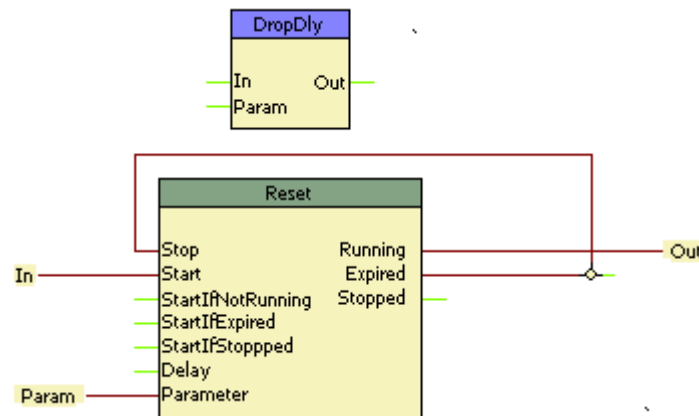 DropDly
In Out
Param
Reset
Stop Running Out
In Start Expired
StartIfNotRunning Stopped
StartIfExpired
StartIfStoppped
Delay
Param Parameter